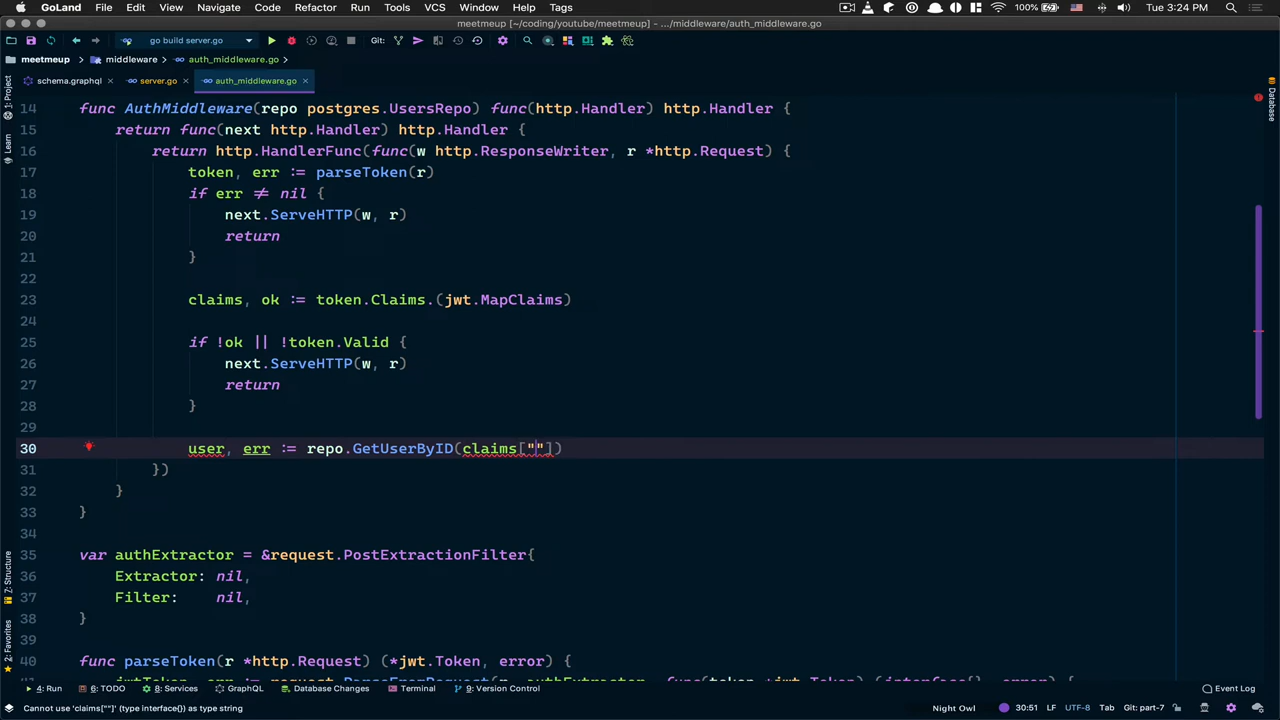 GoLand File Edit View Navigate Code Refactor Run Tools VCS Window Help 100% Tue 3:24 PM
meetmeup [~/coding/youtube/meetmeup] – .../middleware/auth_middleware.go
go build server.go Git:
meetmeup middleware auth_middleware.go
schema.graphql server.go auth_middleware.go
1: Project
Learn
7: Structure
2: Favorites
Database
14 func AuthMiddleware(repo postgres.UsersRepo) func(http.Handler) http.Handler {
15 return func(next http.Handler) http.Handler {
16 return http.HandlerFunc(func(w http.ResponseWriter, r *http.Request) {
17 token, err := parseToken(r)
18 if err ≠ nil {
19 next.ServeHTTP(w, r)
20 return
21 }
22
23 claims, ok := token.Claims.(jwt.MapClaims)
24
25 if !ok || !token.Valid {
26 next.ServeHTTP(w, r)
27 return
28 }
29
30 user, err := repo.GetUserByID(claims[""])
31 })
32 }
33 }
34
35 var authExtractor = &request.PostExtractionFilter{
36 Extractor: nil,
37 Filter: nil,
38 }
39
40 func parseToken(r *http.Request) (*jwt.Token, error) {
4: Run 6: TODO 8: Services GraphQL Database Changes Terminal 9: Version Control Event Log
Cannot use 'claims[""]' (type interface{}) as type string Night Owl 30:51 LF UTF-8 Tab Git: part-7